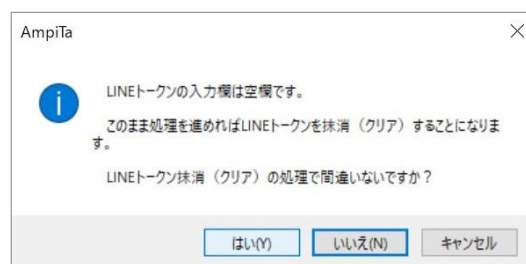 AmpiTa
LINEトークンの入力欄は空欄です。
このまま処理を進めればLINEトークンを抹消（クリア）することになりま
す。
LINEトークン抹消（クリア）の処理で間違いないですか？
はい(Y)
いいえ(N)
キャンセル